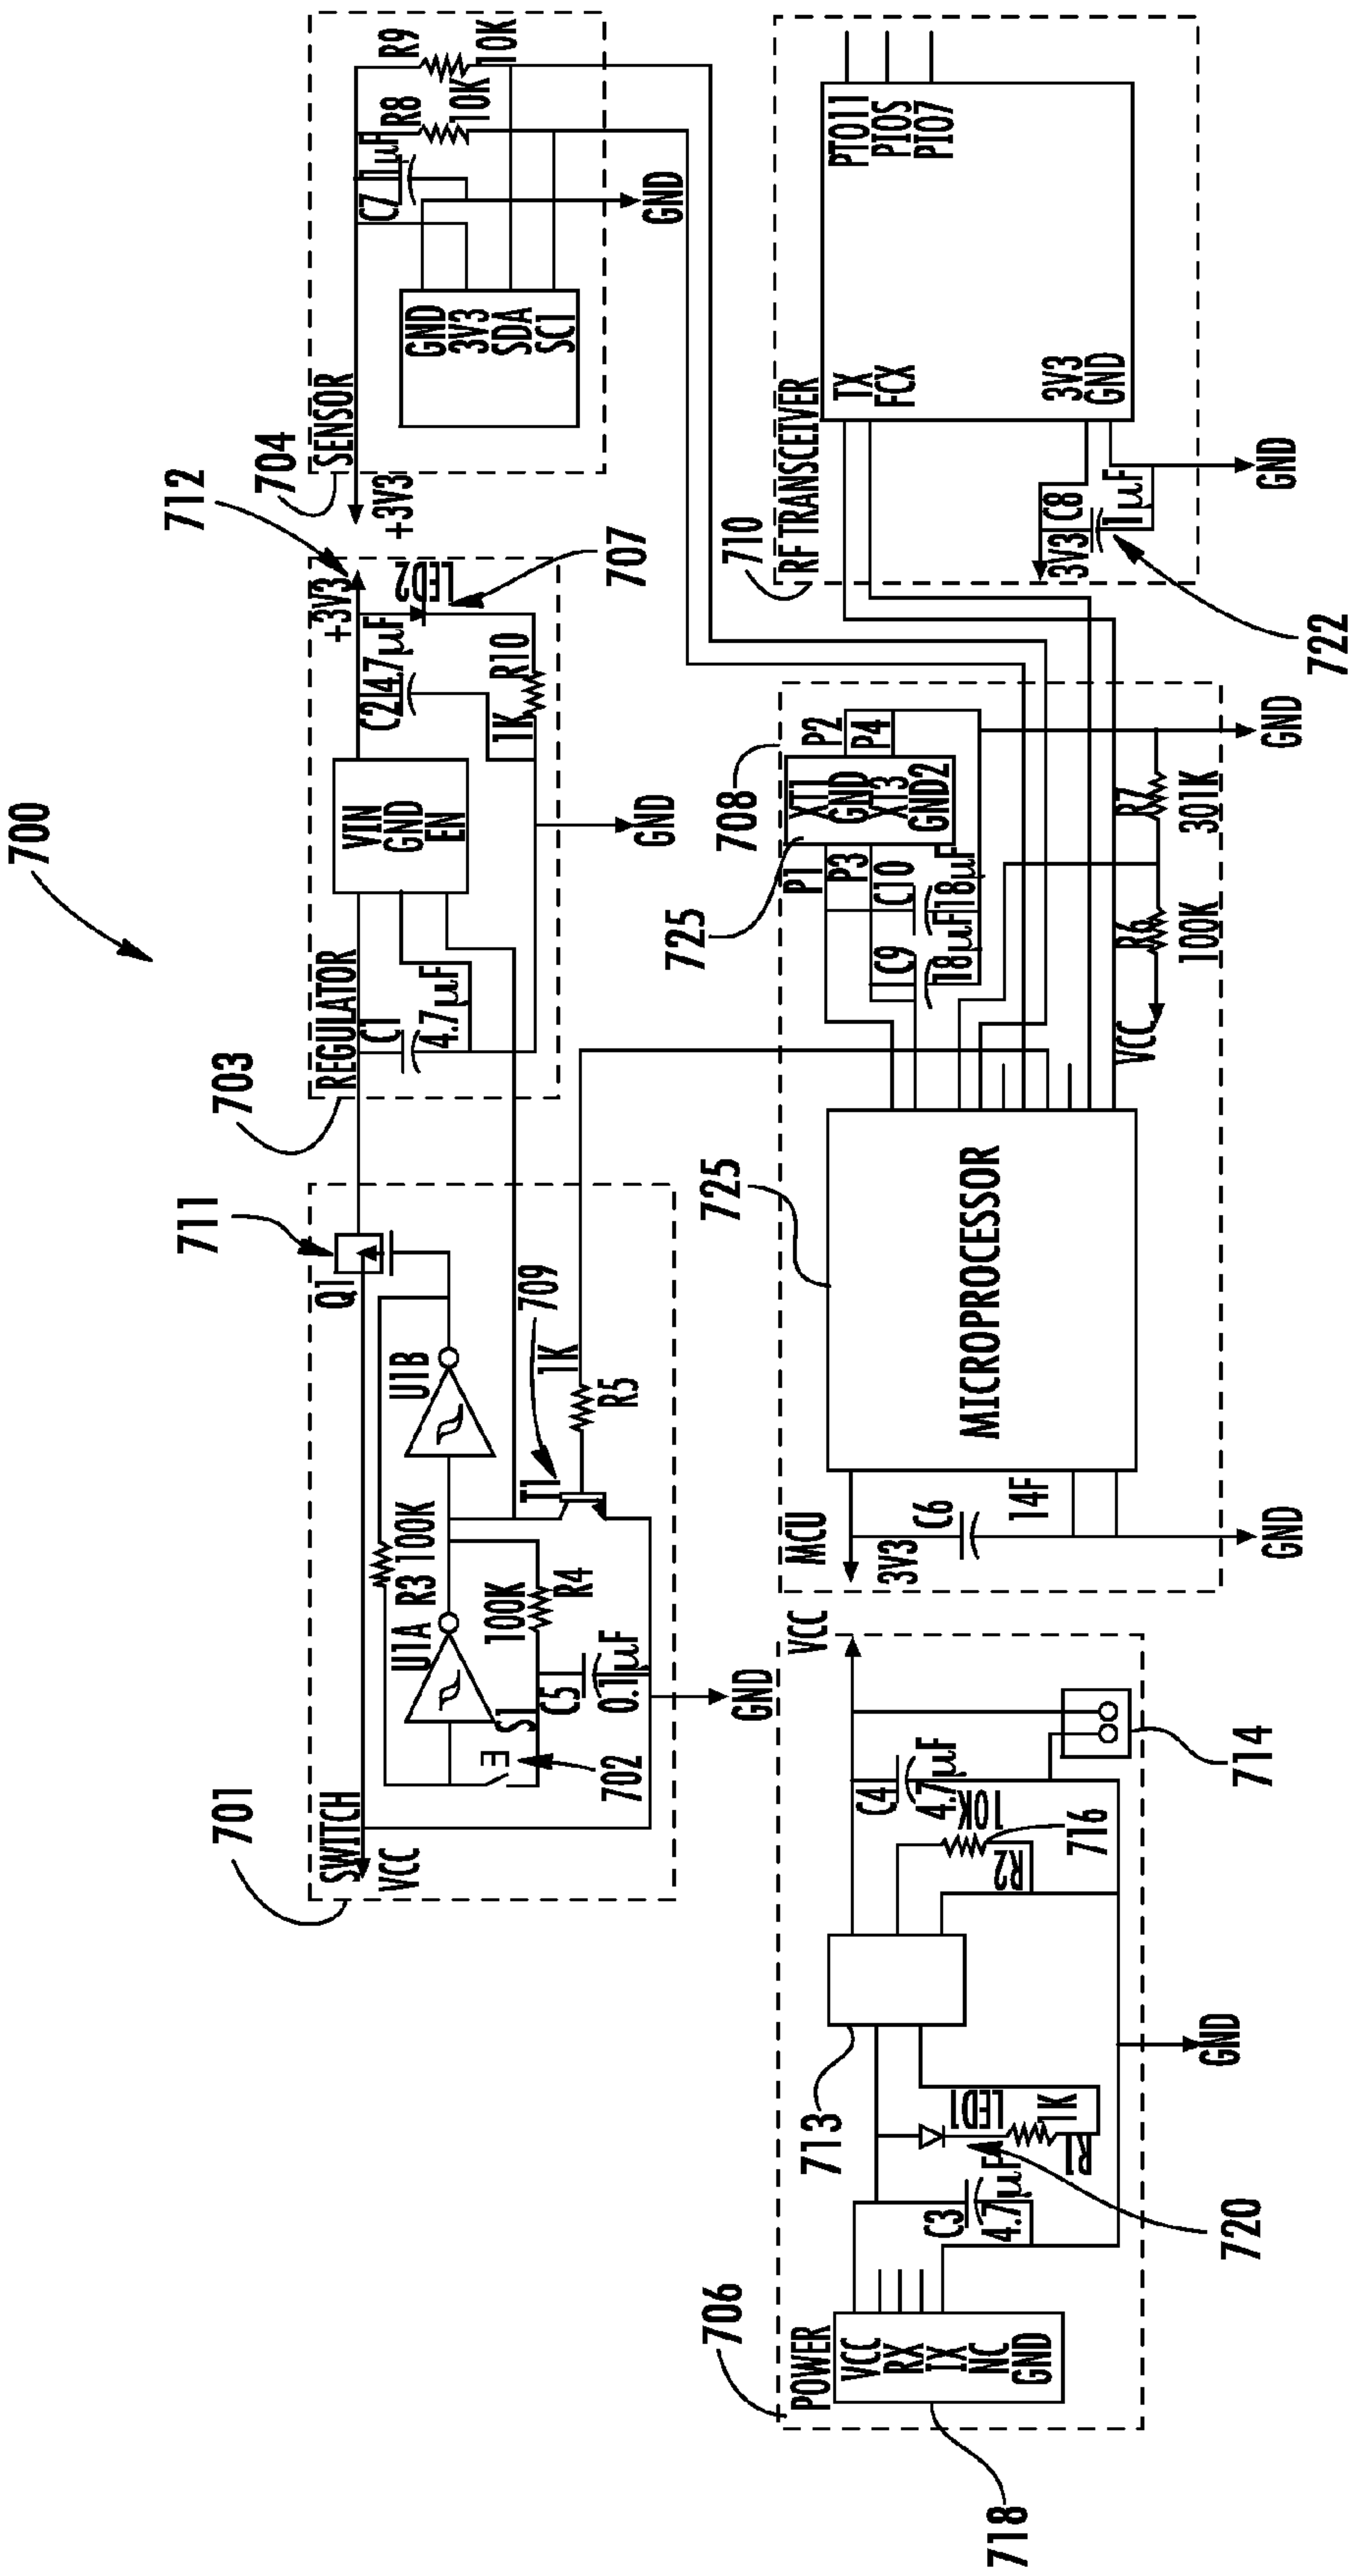 700
701
SWITCH
VCC
U1A
R3 100K
U1B
Q1
711
S1
E
702
100K
R4
C5
0.1µF
T1
709
1K
R5
GND
703
REGULATOR
C1
4.7µF
VIN
GND
EN
C2 4.7µF
+3V3
712
LED2
707
R10
1K
GND
704
SENSOR
+3V3
GND
3V3
SDA
SC1
C7
1µF
R8
10K
R9
10K
GND
706
POWER
VCC
RX
TX
NC
GND
718
C3
4.7µF
LED1
1K
R1
720
713
R2
10K
716
C4
4.7µF
VCC
714
GND
MCU
3V3
C6
14F
GND
MICROPROCESSOR
725
708
725
P1
P3
XT1
GND
XT3
GND2
P2
P4
C9
18µF
C10
18µF
VCC
R6
100K
R7
301K
GND
710
RF TRANSCEIVER
TX
FCX
3V3
GND
PTO11
PIOS
PIO7
3V3
C8
1µF
722
GND